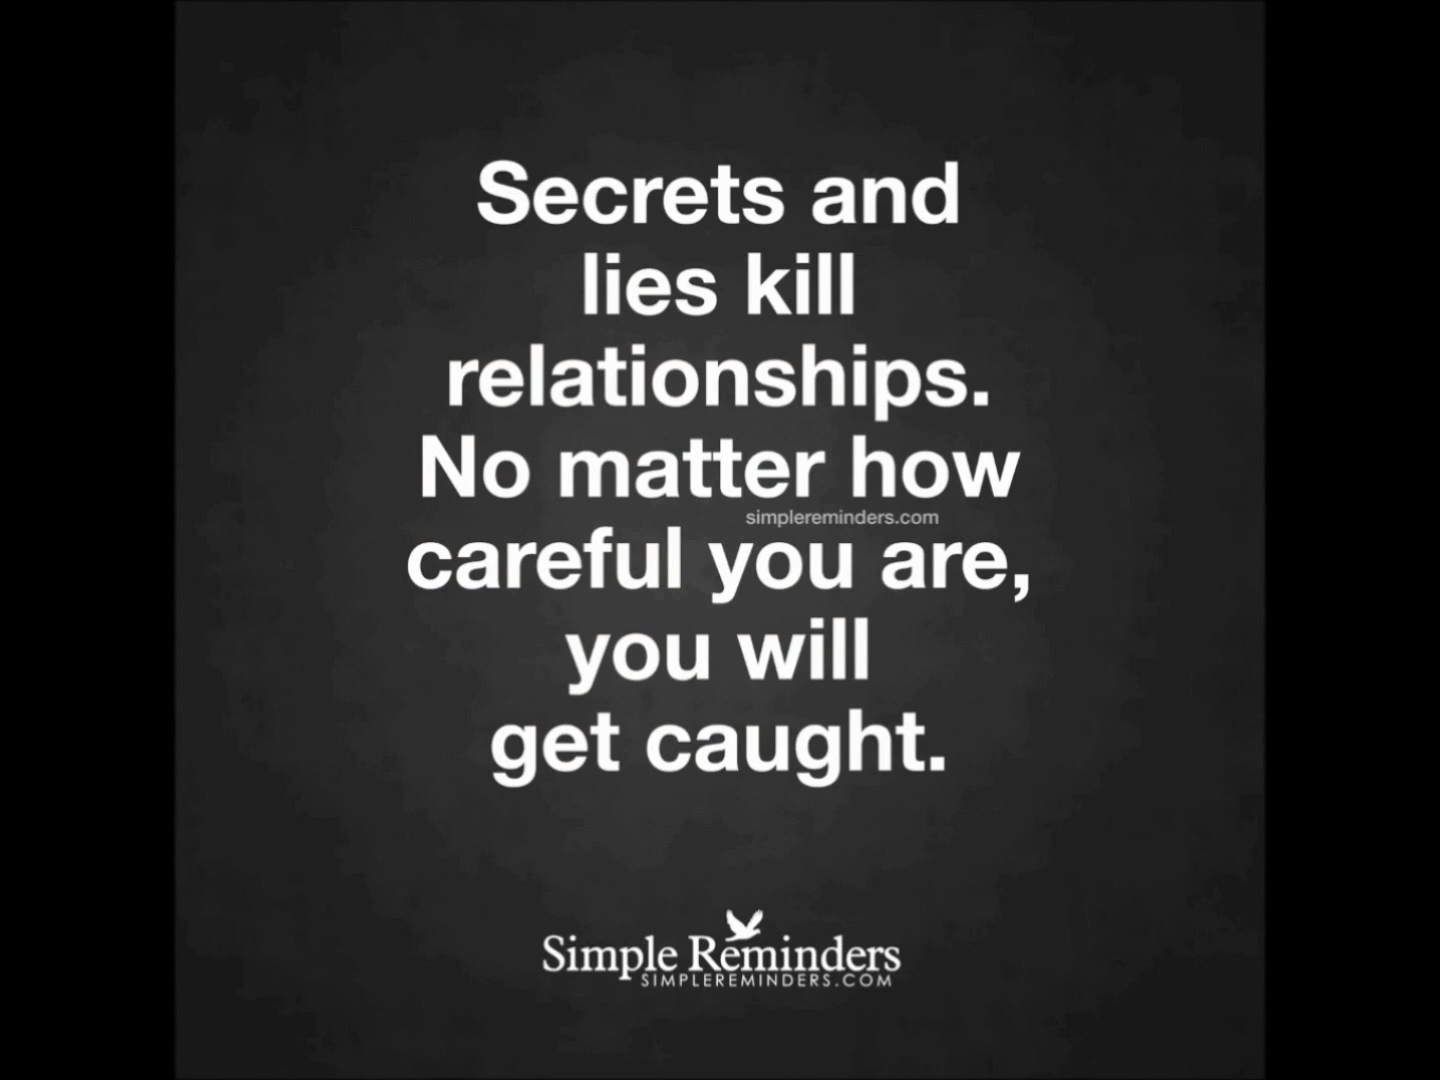 Secrets and
lies kill
relationships.
No matter how
simplereminders.com
careful you are,
you will
get caught.
Simple Reminders
SIMPLEREMINDERS.COM